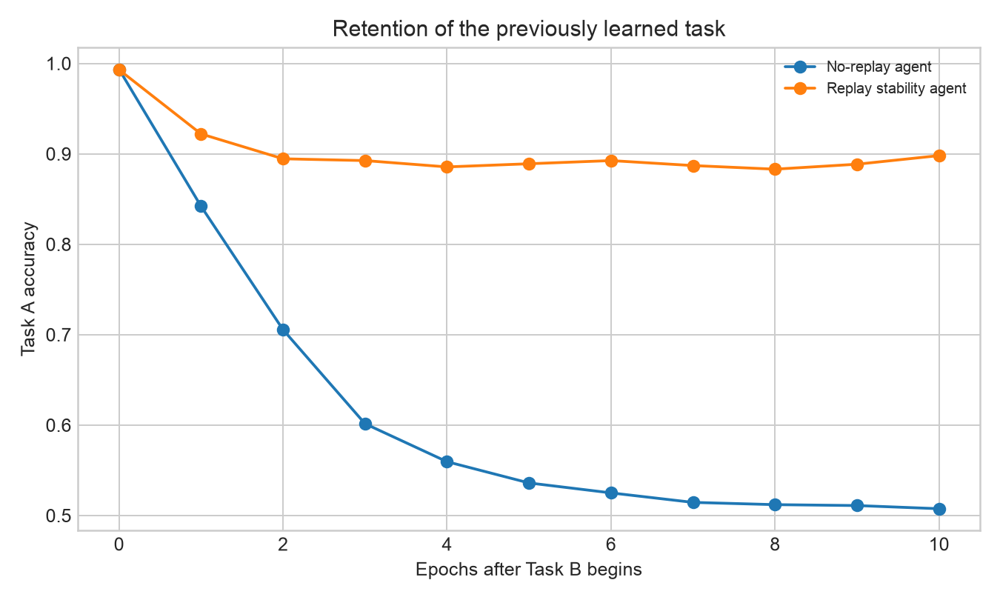 Retention of the previously learned task
No-replay agent
Replay stability agent
1.0
0.9
0.8
0.7
0.6
0.5
Task A accuracy
0 2 4 6 8 10
Epochs after Task B begins